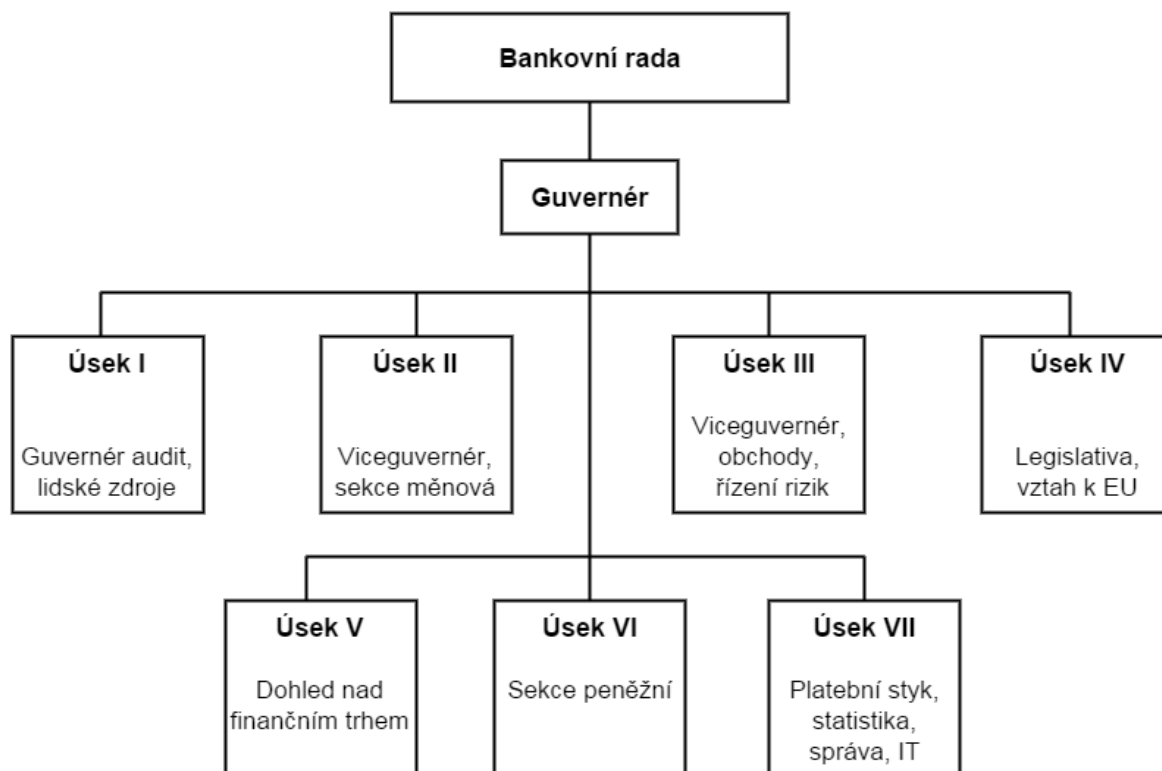 Bankovní rada
Guvernér
Úsek I
Guvernér audit,
lidské zdroje
Úsek II
Viceguvernér,
sekce měnová
Úsek III
Viceguvernér,
obchody,
řízení rizik
Úsek IV
Legislativa,
vztah k EU
Úsek V
Dohled nad
finančním trhem
Úsek VI
Sekce peněžní
Úsek VII
Platební styk,
statistika,
správa, IT